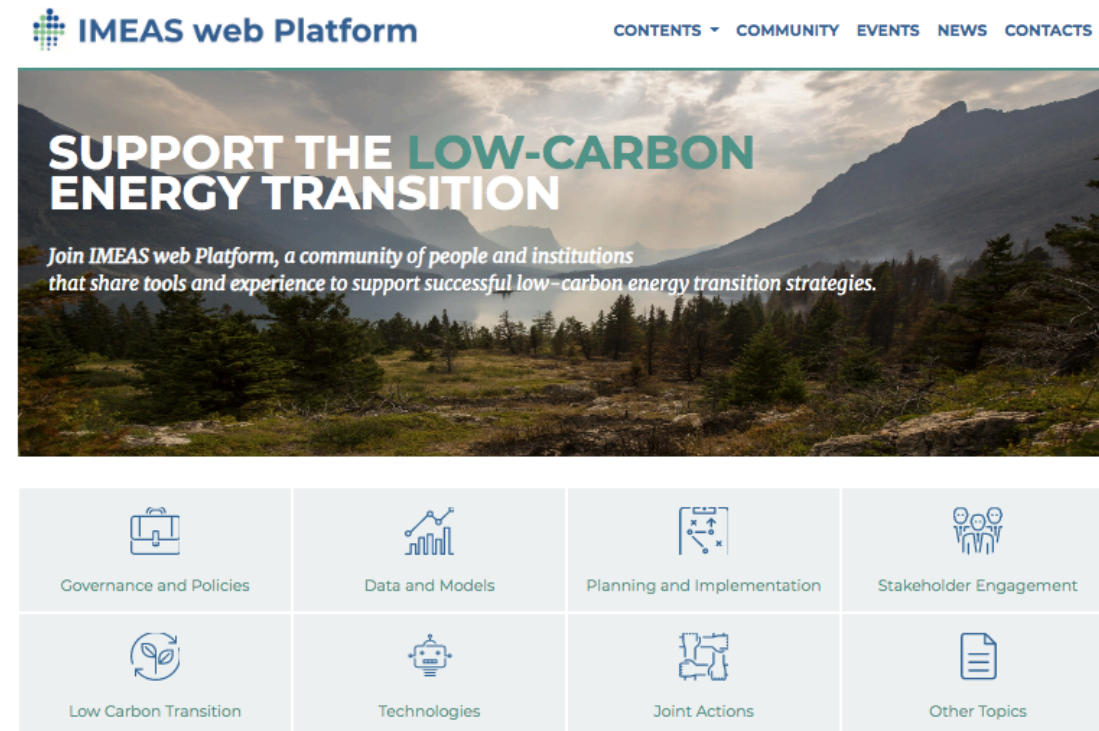 IMEAS web Platform
CONTENTS COMMUNITY EVENTS NEWS CONTACTS
SUPPORT THE LOW-CARBON
ENERGY TRANSITION
Join IMEAS web Platform, a community of people and institutions
that share tools and experience to support successful low-carbon energy transition strategies.
Governance and Policies
Data and Models
Planning and Implementation
Stakeholder Engagement
Low Carbon Transition
Technologies
Joint Actions
Other Topics